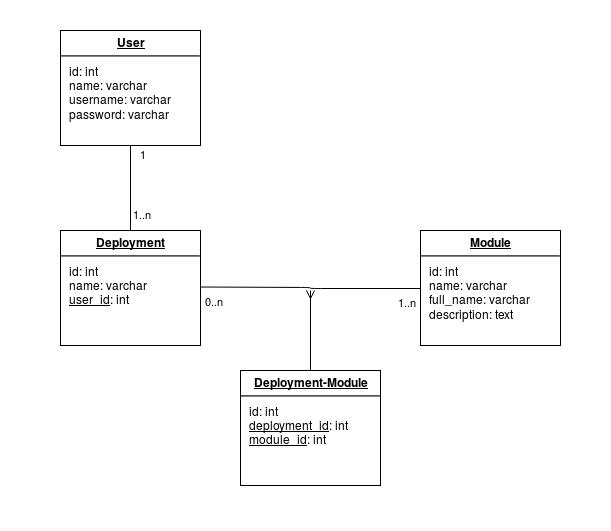 User
id: int
name: varchar
username: varchar
password: varchar
1
1..n
Deployment
id: int
name: varchar
user_id: int
0..n
1..n
Module
id: int
name: varchar
full_name: varchar
description: text
Deployment-Module
id: int
deployment_id: int
module_id: int